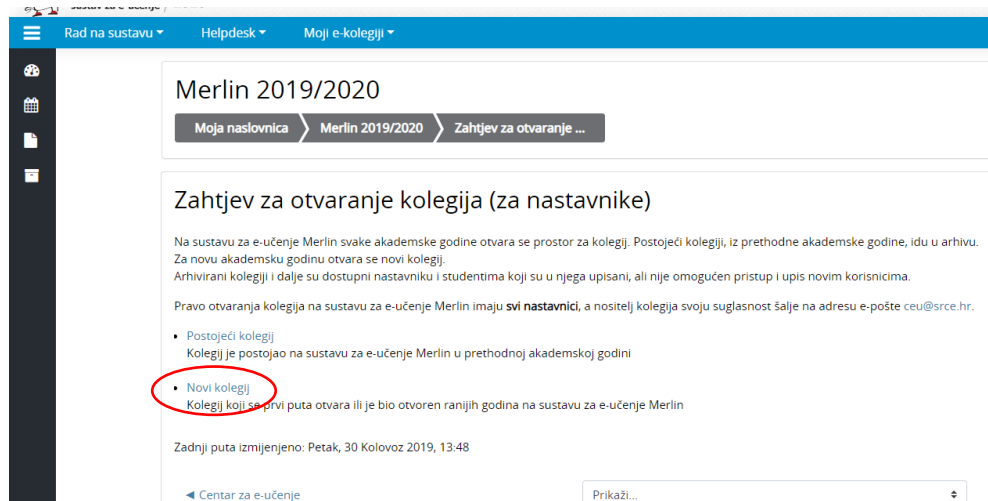 sustav za e-učenje /
Rad na sustavu Helpdesk Moji e-kolegiji
Merlin 2019/2020
Moja naslovnica Merlin 2019/2020 Zahtjev za otvaranje ...
Zahtjev za otvaranje kolegija (za nastavnike)
Na sustavu za e-učenje Merlin svake akademske godine otvara se prostor za kolegij. Postojeći kolegiji, iz prethodne akademske godine, idu u arhivu.
Za novu akademsku godinu otvara se novi kolegij.
Arhivirani kolegiji i dalje su dostupni nastavniku i studentima koji su u njega upisani, ali nije omogućen pristup i upis novim korisnicima.
Pravo otvaranja kolegija na sustavu za e-učenje Merlin imaju svi nastavnici, a nositelj kolegija svoju suglasnost šalje na adresu e-pošte ceu@srce.hr.
• Postojeći kolegij
Kolegij je postojao na sustavu za e-učenje Merlin u prethodnoj akademskoj godini
• Novi kolegij
Kolegij koji se prvi puta otvara ili je bio otvoren ranijih godina na sustavu za e-učenje Merlin
Zadnji puta izmijenjeno: Petak, 30 Kolovoz 2019, 13:48
◄ Centar za e-učenje Prikaži...